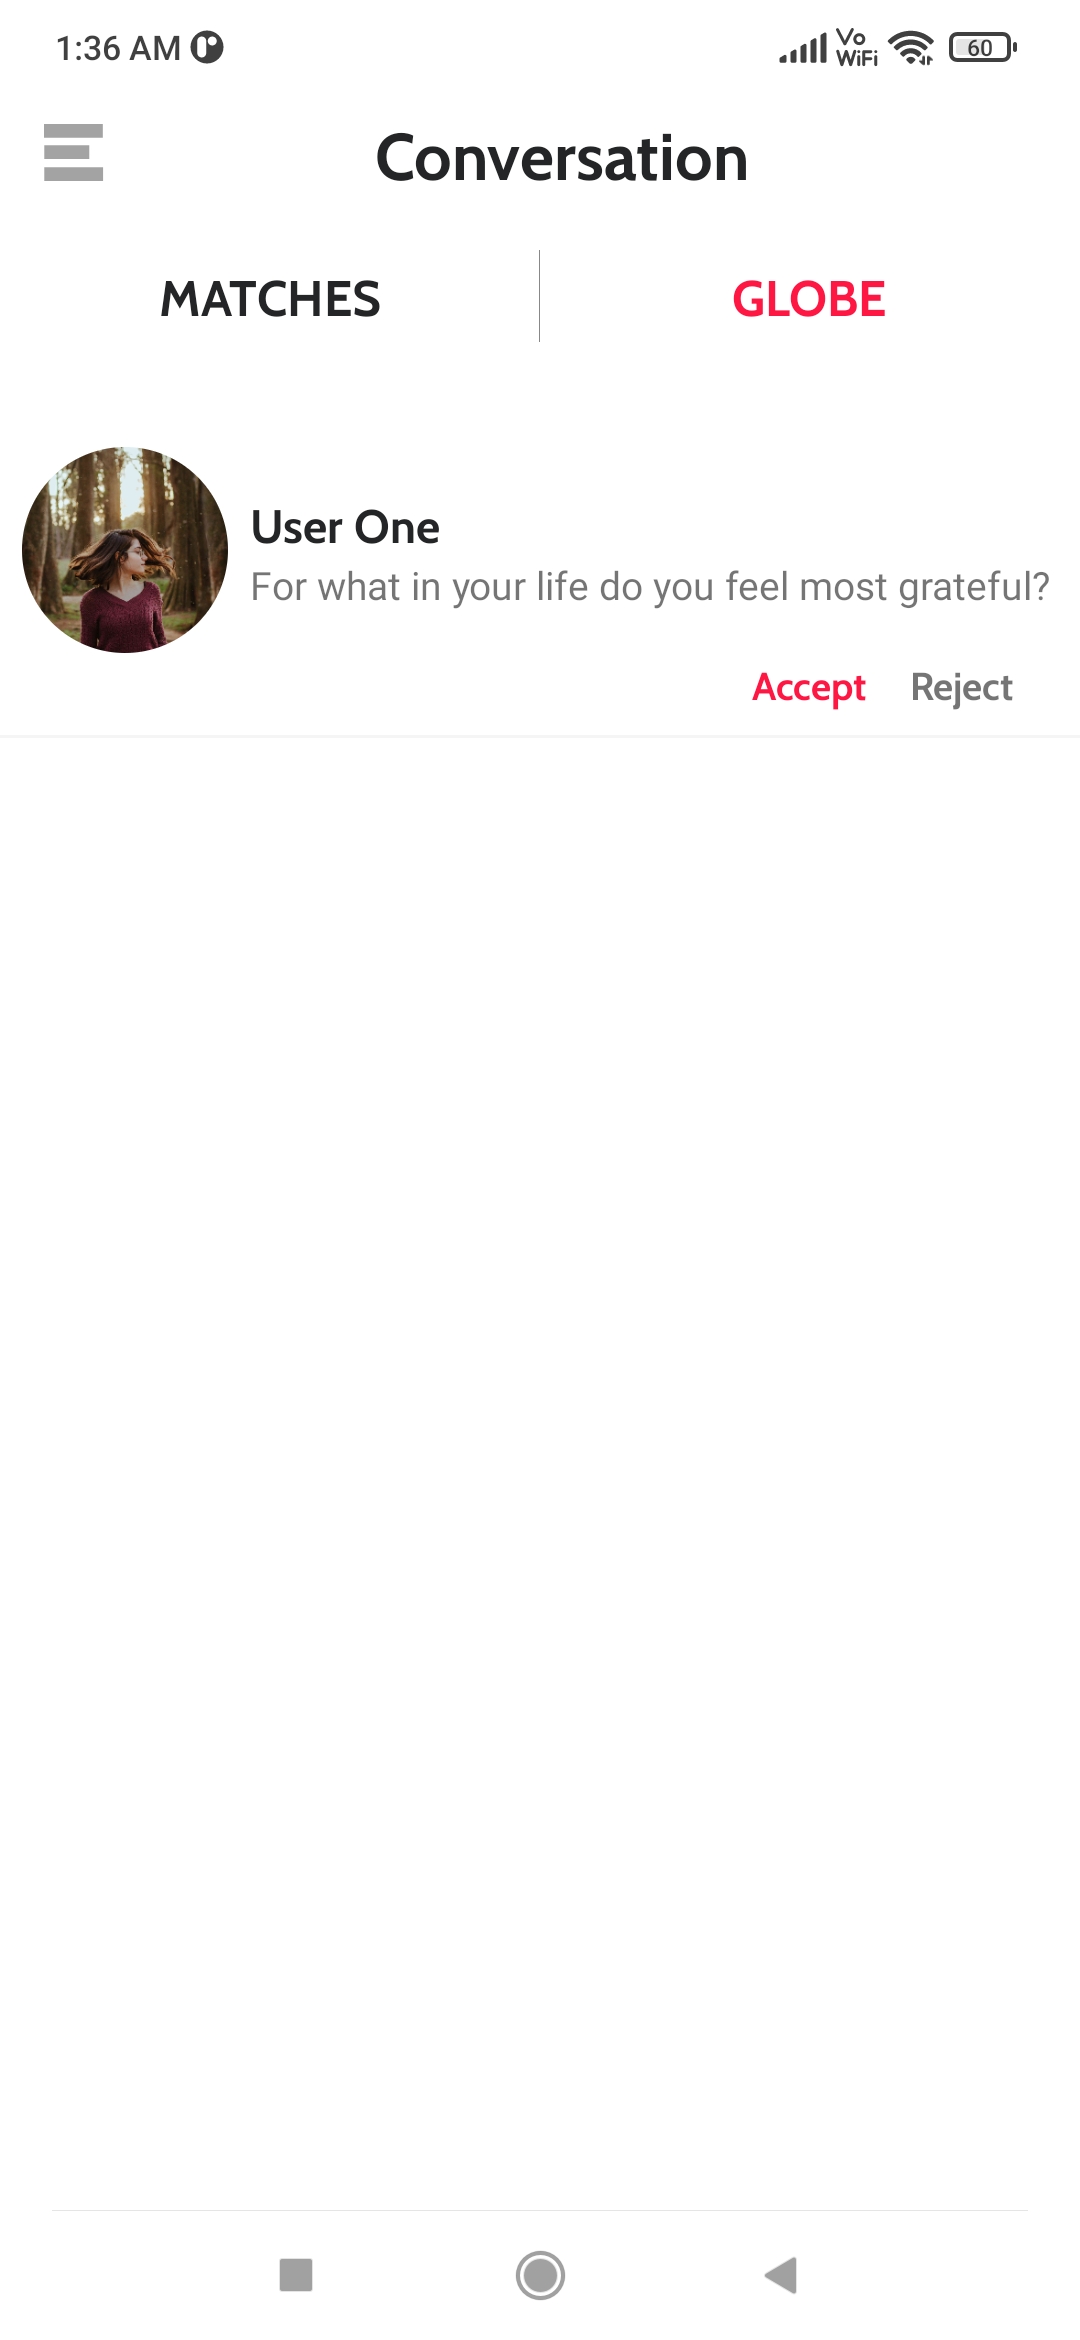 1:36 AM
Vo
WiFi
60
Conversation
MATCHES
GLOBE
User One
For what in your life do you feel most grateful?
Accept
Reject